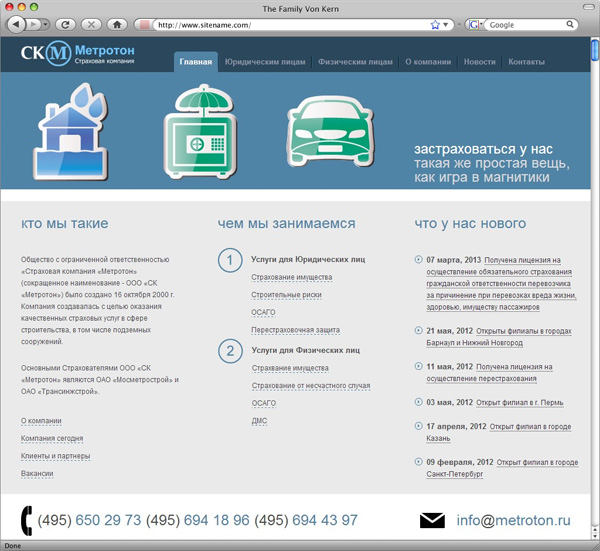 The Family Von Kern
http://www.sitename.com/
Google
СК М Метротон
Страховая компания
Главная
Юридическим лицам
Физическим лицам
О компании
Новости
Контакты
застраховаться у нас
такая же простая вещь,
как игра в магнитики
кто мы такие
Общество с ограниченной ответственностью
«Страховая компания «Метротон»
(сокращенное наименование - ООО «СК
«Метротон») было создано 16 октября 2000 г.
Компания создавалась с целью оказания
качественных страховых услуг в сфере
строительства, в том числе подземных
сооружений.
Основными Страхователями ООО «СК
«Метротон» являются ОАО «Мосметрострой» и
ОАО «Трансинжстрой».
О компании
Компания сегодня
Клиенты и партнеры
Вакансии
чем мы занимаемся
1 Услуги для Юридических лиц
Страхование имущества
Строительные риски
ОСАГО
Перестраховочная защита
2 Услуги для Физических лиц
Страхвание имущества
Страхование от несчастного случая
ОСАГО
ДМС
что у нас нового
07 марта, 2013 Получена лицензия на
осуществление обязательного страхования
гражданской ответственности перевозчика
за причинение при перевозках вреда жизни,
здоровью, имуществу пассажиров
21 мая, 2012 Открыты филиалы в городах
Барнаул и Нижний Новгород
11 мая, 2012 Получена лицензия на
осуществление перестрахования
03 мая, 2012 Открыт филиал в г. Пермь
17 апреля, 2012 Открыт филиал в городе
Казань
09 февраля, 2012 Открыт филиал в городе
Санкт-Петербург
(495) 650 29 73 (495) 694 18 96 (495) 694 43 97
info@metroton.ru
Done